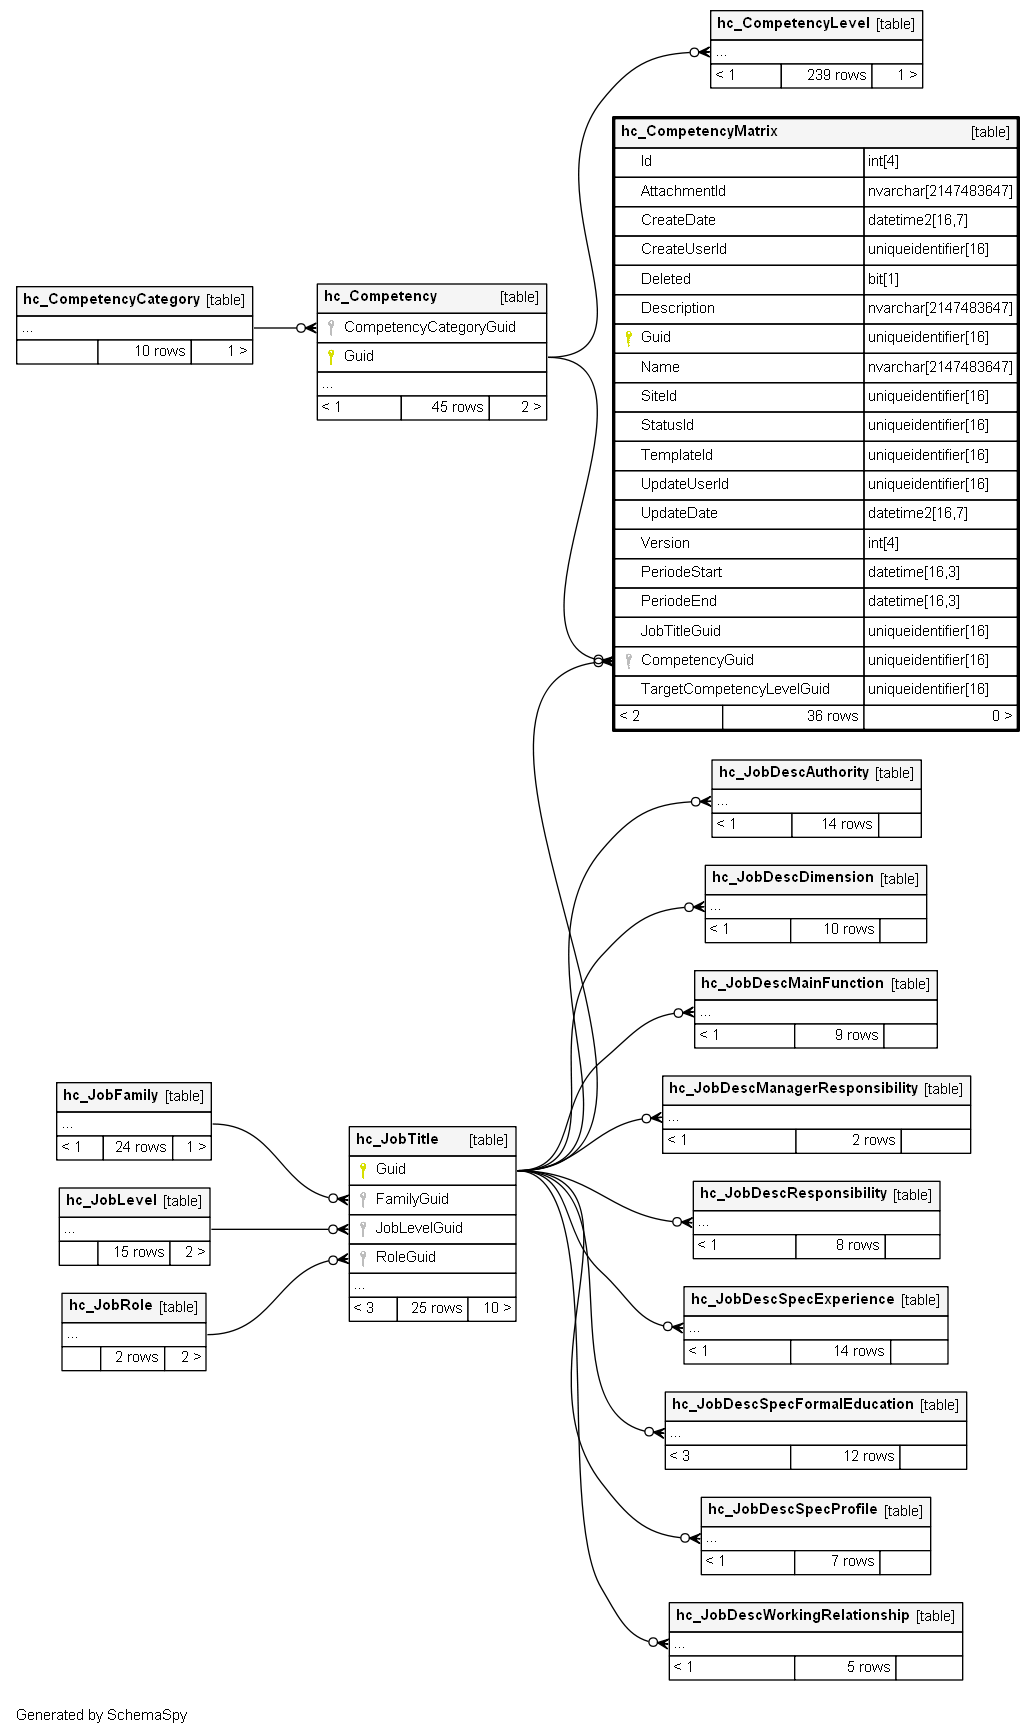 hc_CompetencyLevel [table]
...
< 1 239 rows 1 >
hc_CompetencyMatrix [table]
Id int[4]
AttachmentId nvarchar[2147483647]
CreateDate datetime2[16,7]
CreateUserId uniqueidentifier[16]
Deleted bit[1]
Description nvarchar[2147483647]
Guid uniqueidentifier[16]
Name nvarchar[2147483647]
SiteId uniqueidentifier[16]
StatusId uniqueidentifier[16]
TemplateId uniqueidentifier[16]
UpdateUserId uniqueidentifier[16]
UpdateDate datetime2[16,7]
Version int[4]
PeriodeStart datetime[16,3]
PeriodeEnd datetime[16,3]
JobTitleGuid uniqueidentifier[16]
CompetencyGuid uniqueidentifier[16]
TargetCompetencyLevelGuid uniqueidentifier[16]
< 2 36 rows 0 >
hc_CompetencyCategory [table]
...
10 rows 1 >
hc_Competency [table]
CompetencyCategoryGuid
Guid
...
< 1 45 rows 2 >
hc_JobDescAuthority [table]
...
< 1 14 rows
hc_JobDescDimension [table]
...
< 1 10 rows
hc_JobDescMainFunction [table]
...
< 1 9 rows
hc_JobDescManagerResponsibility [table]
...
< 1 2 rows
hc_JobDescResponsibility [table]
...
< 1 8 rows
hc_JobDescSpecExperience [table]
...
< 1 14 rows
hc_JobDescSpecFormalEducation [table]
...
< 3 12 rows
hc_JobDescSpecProfile [table]
...
< 1 7 rows
hc_JobDescWorkingRelationship [table]
...
< 1 5 rows
hc_JobFamily [table]
...
< 1 24 rows 1 >
hc_JobLevel [table]
...
15 rows 2 >
hc_JobRole [table]
...
2 rows 2 >
hc_JobTitle [table]
Guid
FamilyGuid
JobLevelGuid
RoleGuid
...
< 3 25 rows 10 >
Generated by SchemaSpy